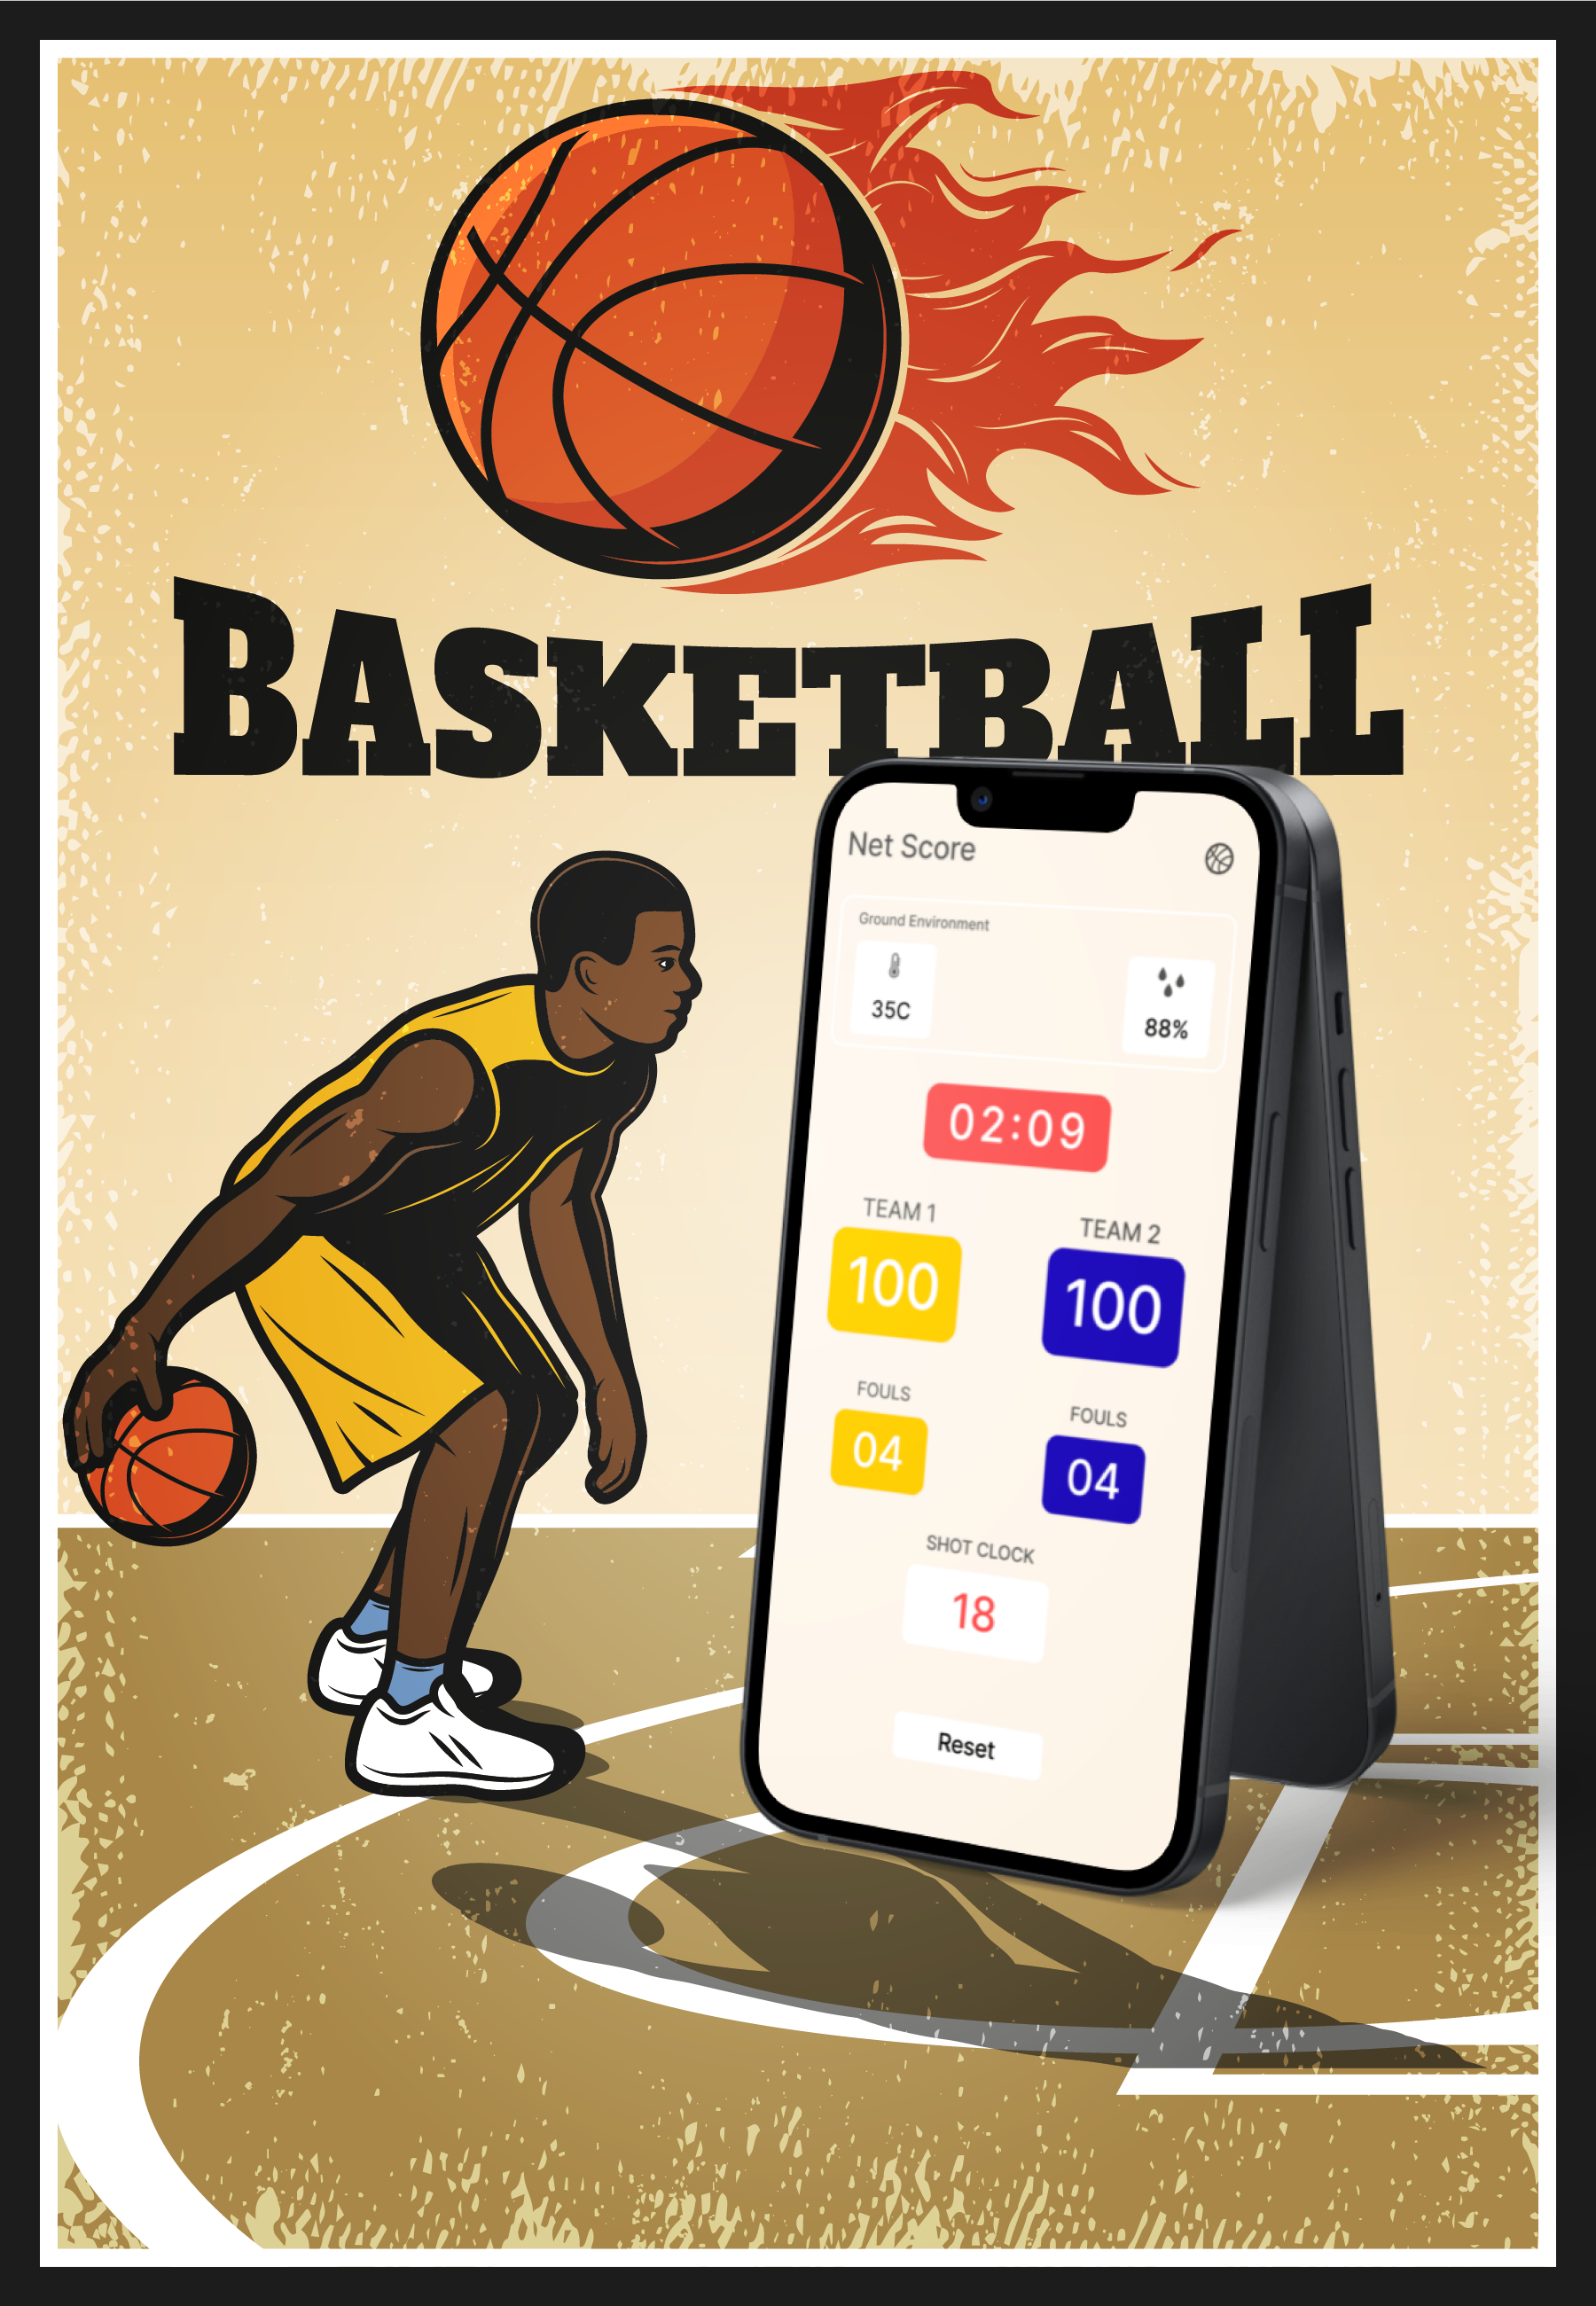 BASKETBALL
Net Score
Ground Environment
35C
88%
02:09
TEAM 1
TEAM 2
100
100
FOULS
FOULS
04
04
SHOT CLOCK
18
Reset